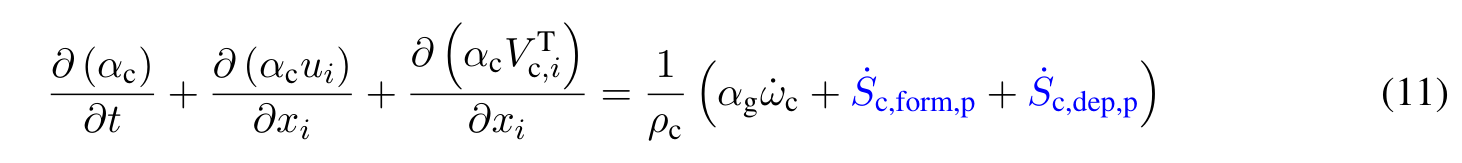 ∂(α_c)/∂t + ∂(α_c u_i)/∂x_i + ∂(α_c V^T_{c,i})/∂x_i = 1/ρ_c (α_g ω̇_c + Ṡ_{c,form,p} + Ṡ_{c,dep,p}) (11)